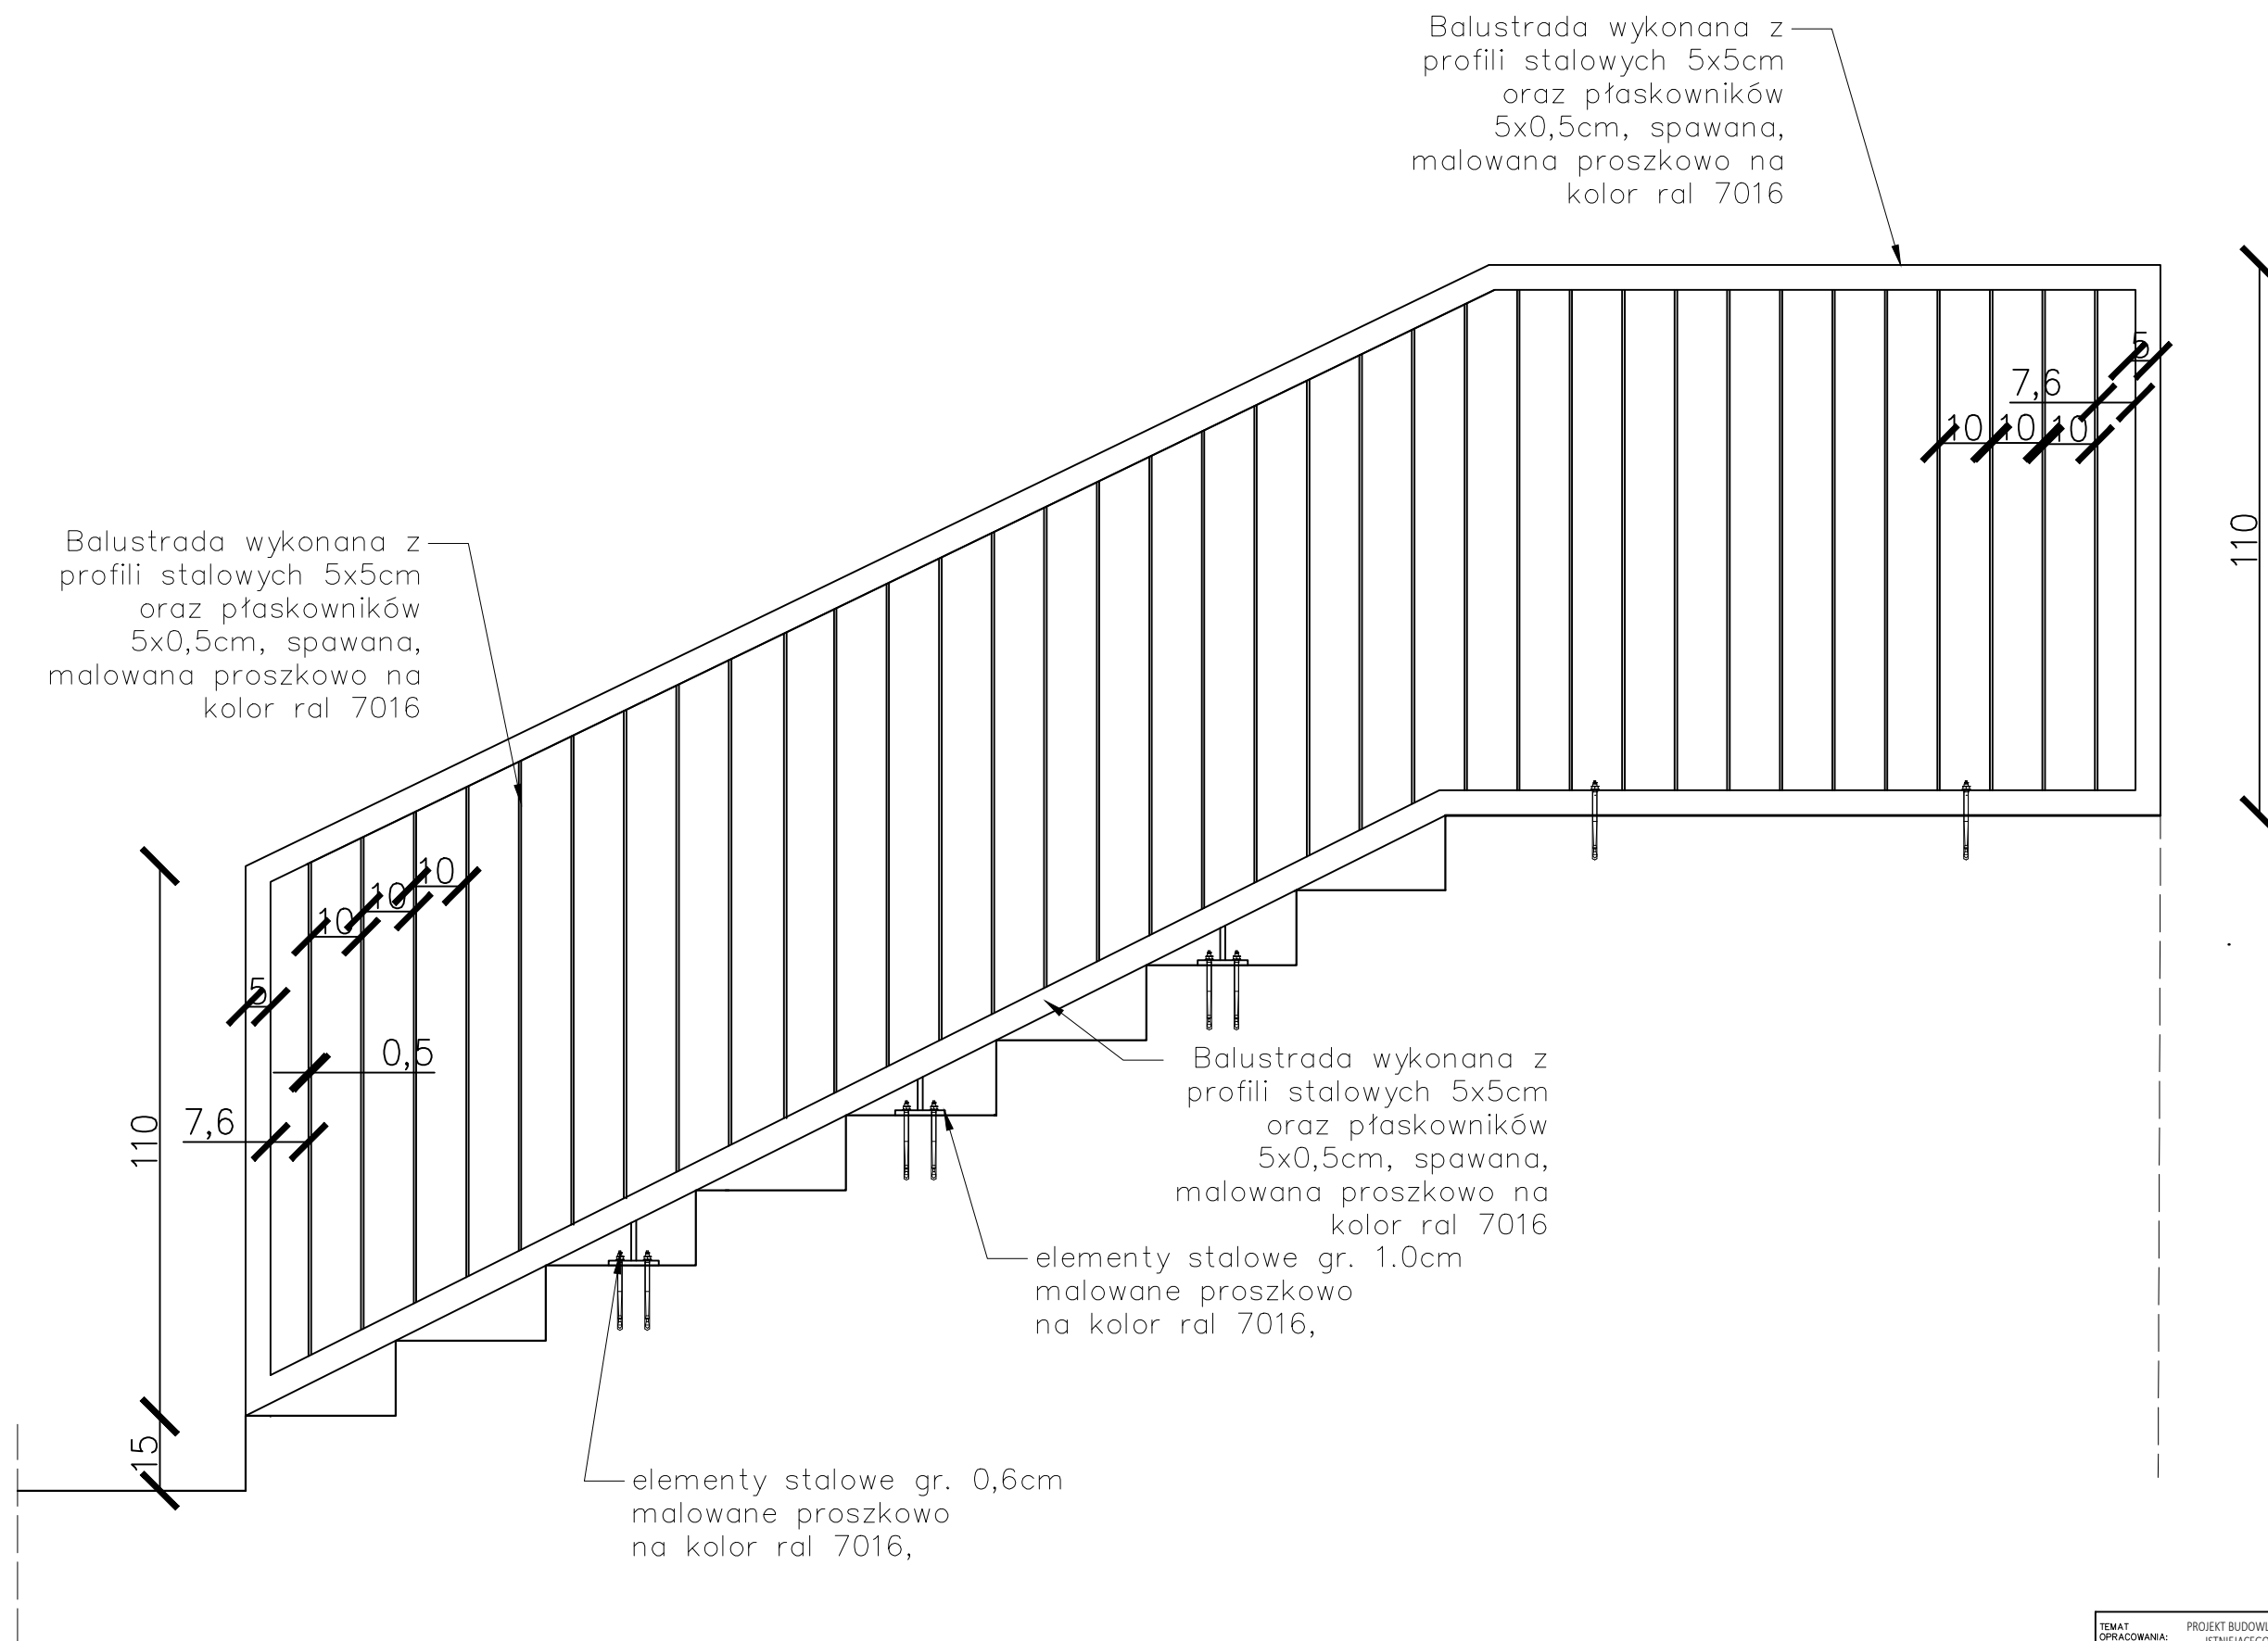 Balustrada wykonana z
profili stalowych 5x5cm
oraz płaskowników
5x0,5cm, spawana,
malowana proszkowo na
kolor ral 7016
5
7,6
10
10
10
110
Balustrada wykonana z
profili stalowych 5x5cm
oraz płaskowników
5x0,5cm, spawana,
malowana proszkowo na
kolor ral 7016
10
10
10
5
0,5
7,6
110
15
Balustrada wykonana z
profili stalowych 5x5cm
oraz płaskowników
5x0,5cm, spawana,
malowana proszkowo na
kolor ral 7016
elementy stalowe gr. 1.0cm
malowane proszkowo
na kolor ral 7016,
elementy stalowe gr. 0,6cm
malowane proszkowo
na kolor ral 7016,
TEMAT
OPRACOWANIA:
PROJEKT